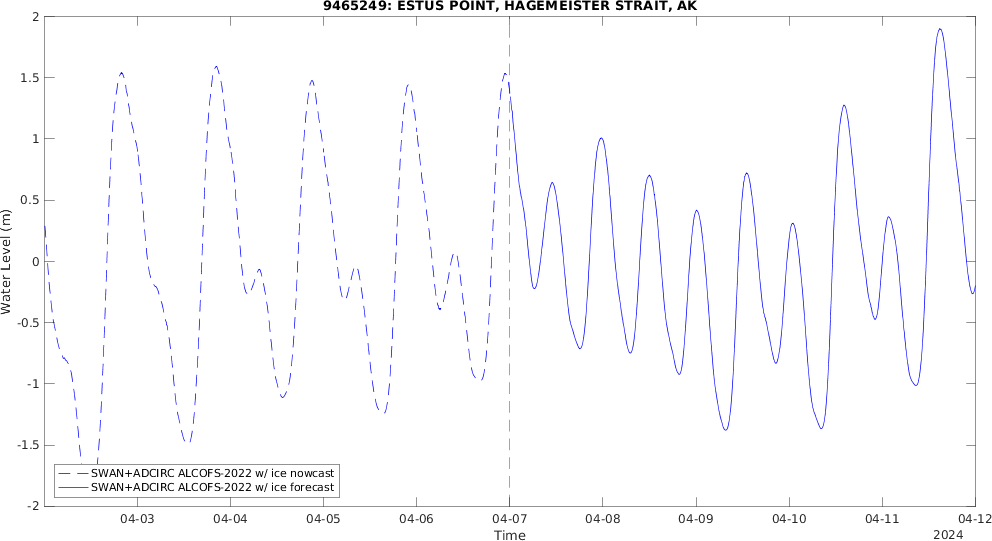 9465249: ESTUS POINT, HAGEMEISTER STRAIT, AK
2
1.5
1
0.5
0
-0.5
-1
-1.5
-2
Water Level (m)
SWAN+ADCIRC ALCOFS-2022 w/ ice nowcast
SWAN+ADCIRC ALCOFS-2022 w/ ice forecast
04-03 04-04 04-05 04-06 04-07 04-08 04-09 04-10 04-11 04-12
Time
2024